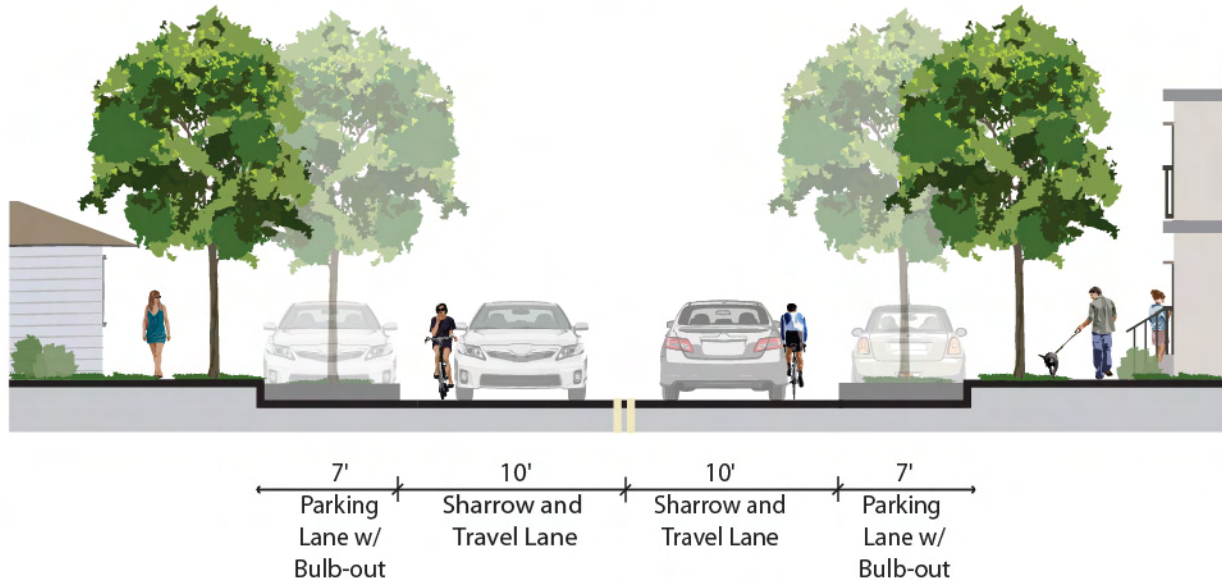 7'
Parking
Lane w/
Bulb-out
10'
Sharrow and
Travel Lane
10'
Sharrow and
Travel Lane
7'
Parking
Lane w/
Bulb-out